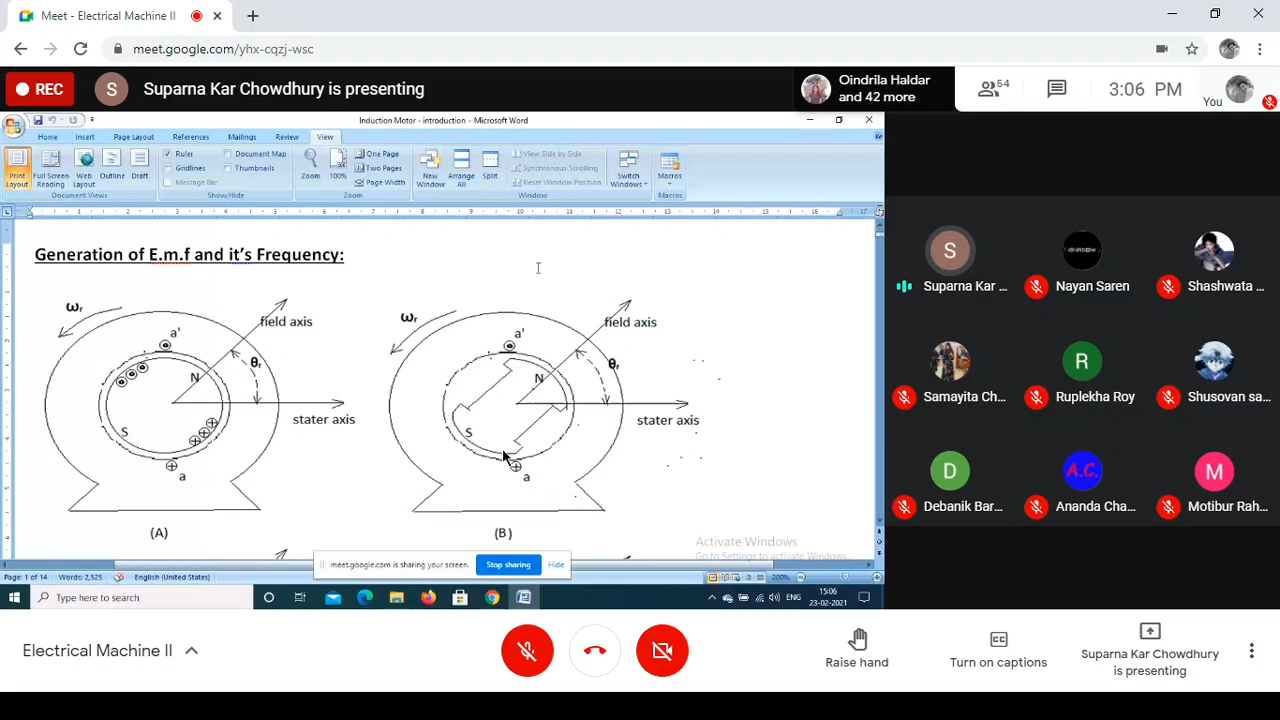 Meet - Electrical Machine II
meet.google.com/yhx-cqzj-wsc
REC
S
Suparna Kar Chowdhury is presenting
Oindrila Haldar
and 42 more
54
3:06 PM
You
Induction Motor - introduction - Microsoft Word
Home Insert Page Layout References Mailings Review View
Print Layout
Full Screen Reading
Web Layout
Outline
Draft
Document Views
Ruler
Gridlines
Message Bar
Document Map
Thumbnails
Show/Hide
Zoom
100%
One Page
Two Pages
Page Width
Zoom
New Window
Arrange All
Split
View Side by Side
Synchronous Scrolling
Reset Window Position
Switch Windows
Window
Macros
Macros
Generation of E.m.f and it's Frequency:
ωr
a'
field axis
θr
N
stater axis
S
a
(A)
ωr
a'
field axis
θr
N
stater axis
S
a
(B)
Activate Windows
Go to Settings to activate Windows.
meet.google.com is sharing your screen.
Stop sharing
Hide
Page: 1 of 14
Words: 2,525
English (United States)
200%
Type here to search
ENG
15:06
23-02-2021
S
Suparna Kar ...
Nayan Saren
Shashwata ...
Samayita Ch...
R
Ruplekha Roy
Shusovan sa...
D
Debanik Bar...
A.C.
Ananda Cha...
M
Motibur Rah...
Electrical Machine II
Raise hand
Turn on captions
Suparna Kar Chowdhury
is presenting